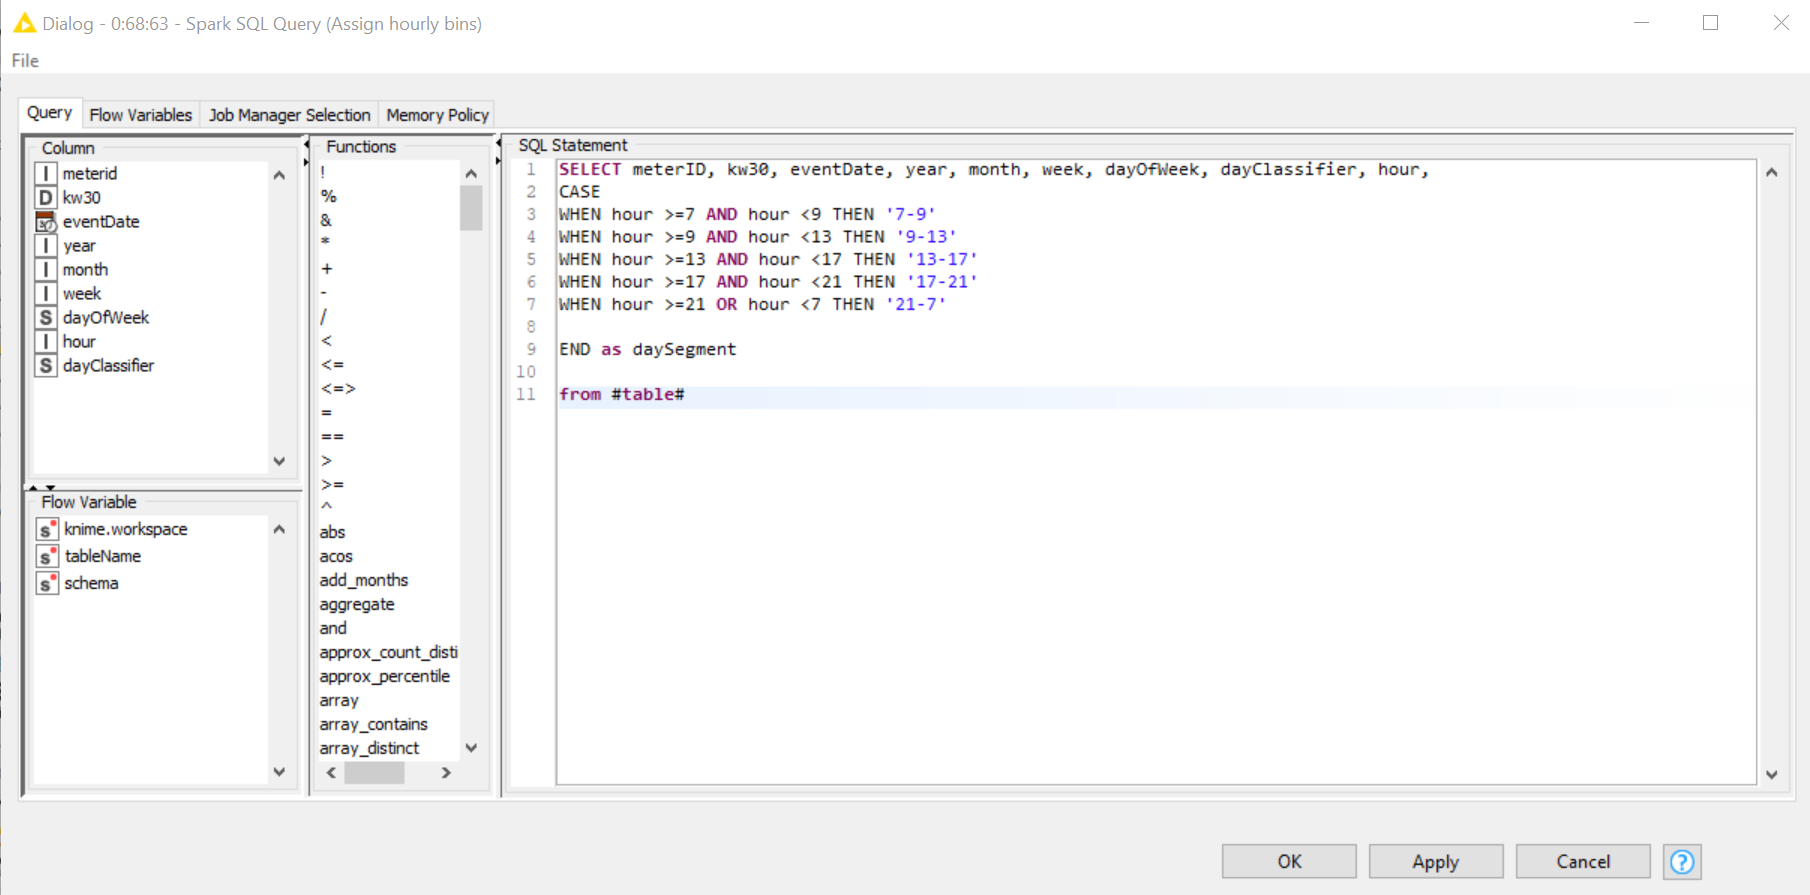 Dialog - 0:68:63 - Spark SQL Query (Assign hourly bins)
File
Query
Flow Variables
Job Manager Selection
Memory Policy
Column
I meterid
D kw30
eventDate
I year
I month
I week
S dayOfWeek
I hour
S dayClassifier
Flow Variable
s knime.workspace
s tableName
s schema
Functions
!
%
&
*
+
-
/
<
<=
<=>
=
==
>
>=
^
abs
acos
add_months
aggregate
and
approx_count_disti
approx_percentile
array
array_contains
array_distinct
SQL Statement
1 SELECT meterID, kw30, eventDate, year, month, week, dayOfWeek, dayClassifier, hour,
2 CASE
3 WHEN hour >=7 AND hour <9 THEN '7-9'
4 WHEN hour >=9 AND hour <13 THEN '9-13'
5 WHEN hour >=13 AND hour <17 THEN '13-17'
6 WHEN hour >=17 AND hour <21 THEN '17-21'
7 WHEN hour >=21 OR hour <7 THEN '21-7'
8
9 END as daySegment
10
11 from #table#
OK
Apply
Cancel
?